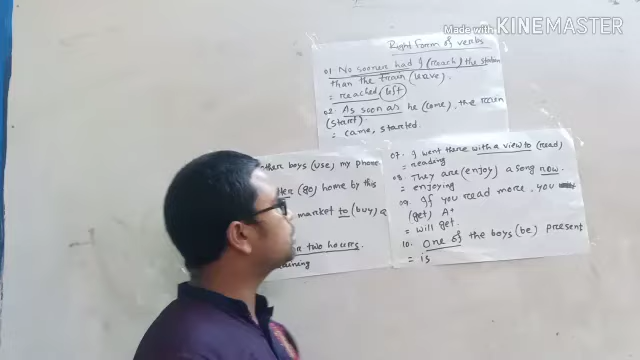 Made with KINEMASTER
Right form of verbs
01. No sooner had I (reach) the station
than the train (leave).
= reached, left
02. As soon as he (come), the
(start)
= came, started.
boys (use) my phone
(go) home by this
market to (buy) a
two hours.
07. I went there with a view to (read)
= reading
08. They are (enjoy) a song now.
= enjoying
09. If you read more, you
(get) A+
= will get.
10. One of the boys (be) present
= is